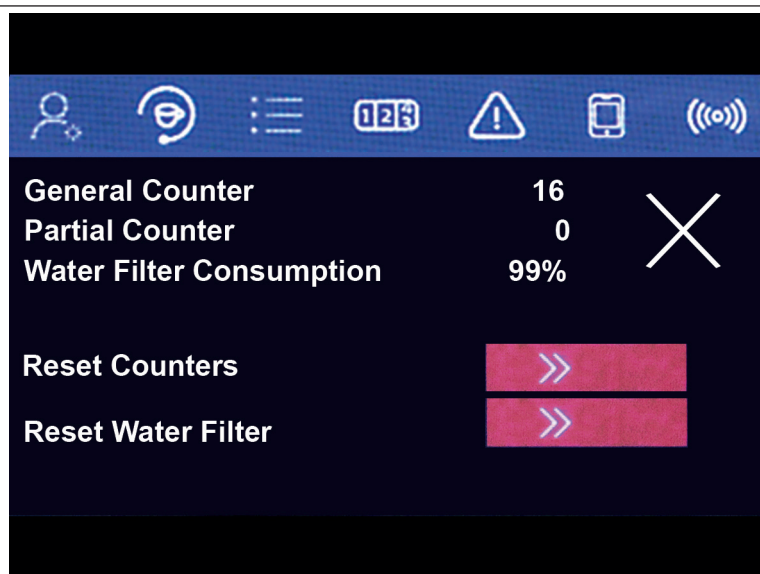 General Counter 16
Partial Counter 0
Water Filter Consumption 99%
Reset Counters
Reset Water Filter